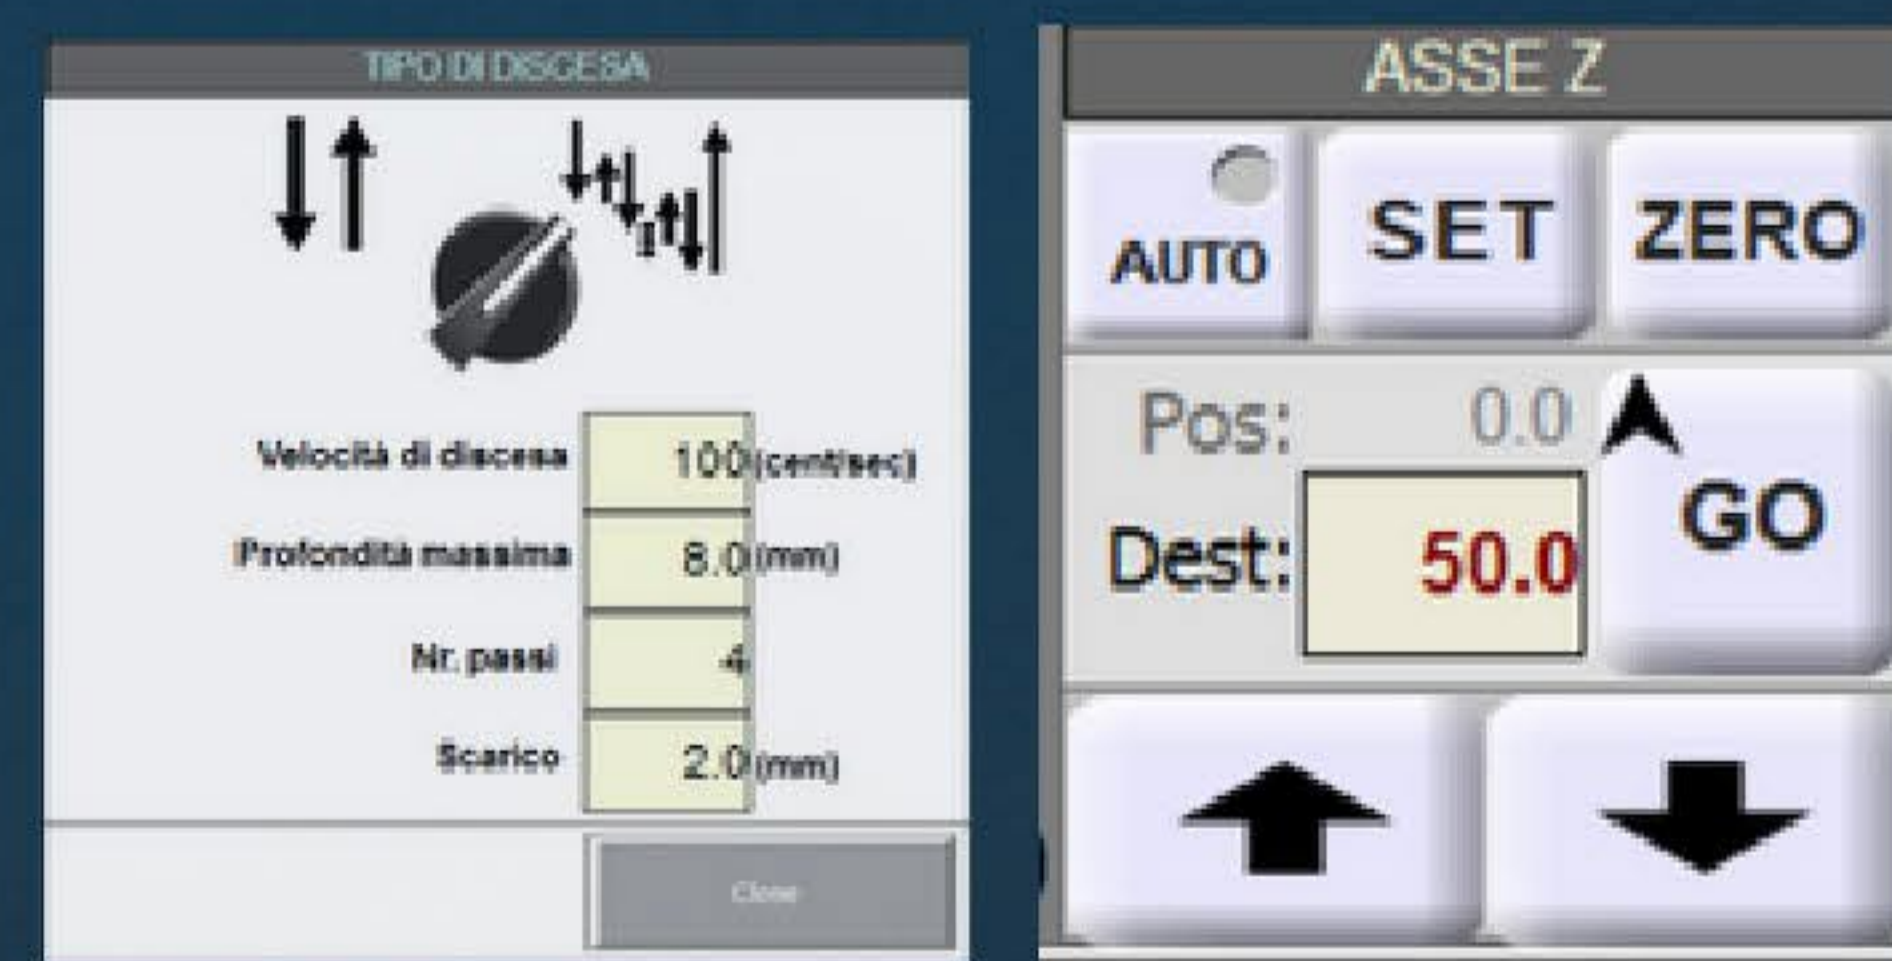 TIPO DI DISCESA
Velocità di discesa 100 (cent/sec)
Profondità massima 8.0 (mm)
Nr. passi 4
Scarico 2.0 (mm)
Close
ASSE Z
AUTO SET ZERO
Pos: 0.0
GO
Dest: 50.0